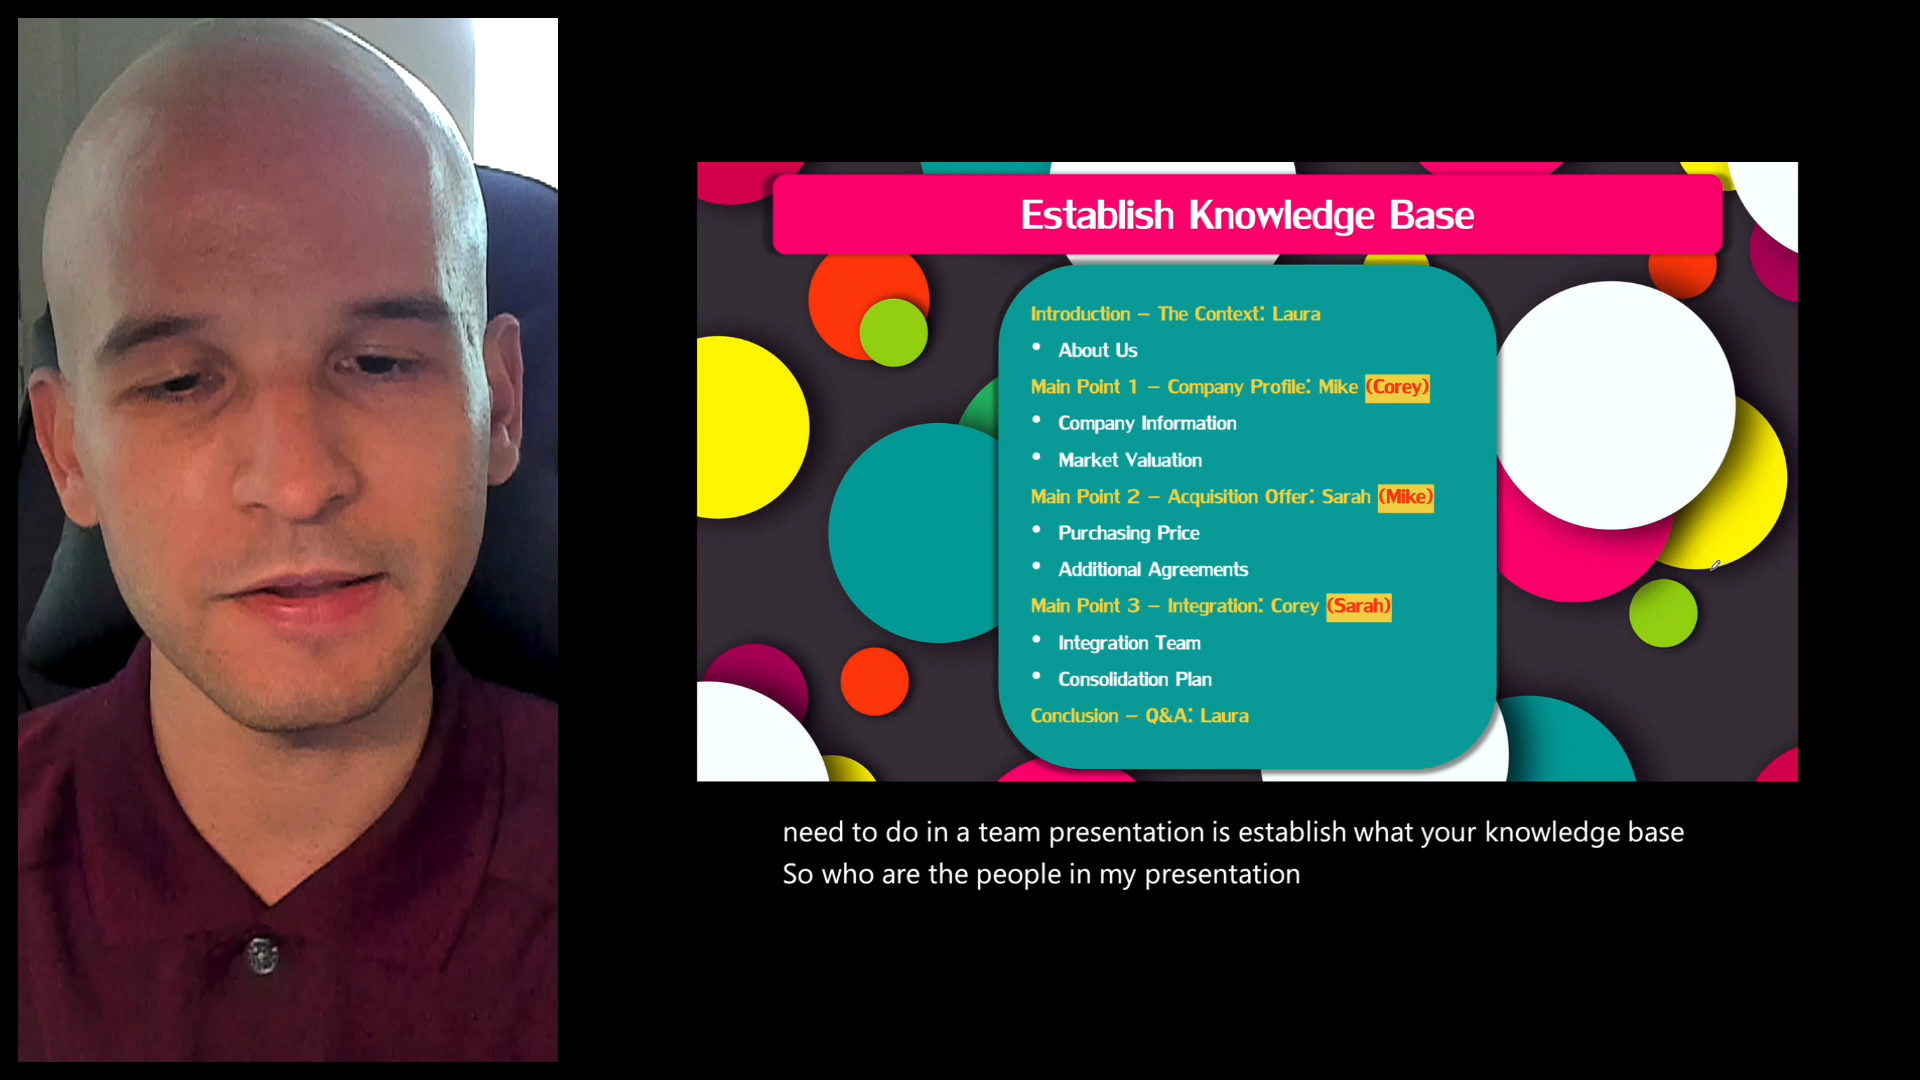 Establish Knowledge Base
Introduction – The Context: Laura
• About Us
Main Point 1 – Company Profile: Mike (Corey)
• Company Information
• Market Valuation
Main Point 2 – Acquisition Offer: Sarah (Mike)
• Purchasing Price
• Additional Agreements
Main Point 3 – Integration: Corey (Sarah)
• Integration Team
• Consolidation Plan
Conclusion – Q&A: Laura
need to do in a team presentation is establish what your knowledge base
So who are the people in my presentation